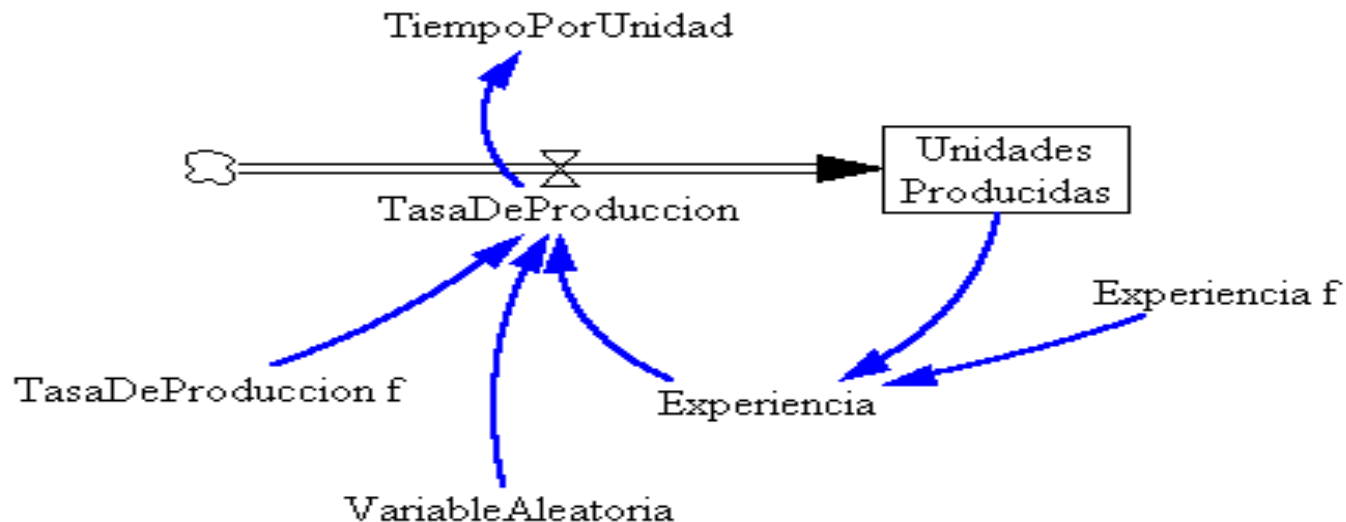 TiempoPorUnidad
Unidades
Producidas
TasaDeProduccion
Experiencia f
TasaDeProduccion f
Experiencia
VariableAleatoria